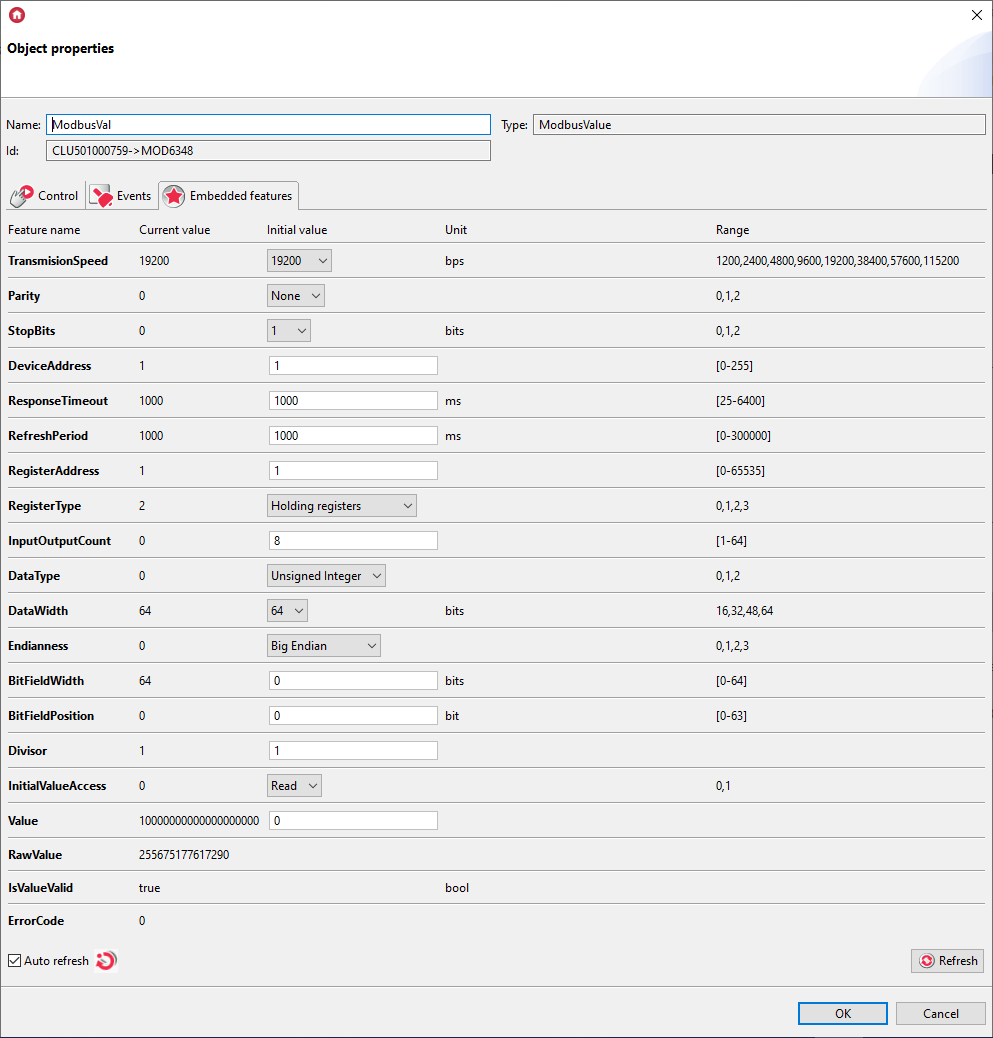 Object properties
Name: ModbusVal Type: ModbusValue
Id: CLU501000759->MOD6348
Control Events Embedded features
Feature name Current value Initial value Unit Range
TransmisionSpeed 19200 19200 bps 1200,2400,4800,9600,19200,38400,57600,115200
Parity 0 None 0,1,2
StopBits 0 1 bits 0,1,2
DeviceAddress 1 1 [0-255]
ResponseTimeout 1000 1000 ms [25-6400]
RefreshPeriod 1000 1000 ms [0-300000]
RegisterAddress 1 1 [0-65535]
RegisterType 2 Holding registers 0,1,2,3
InputOutputCount 0 8 [1-64]
DataType 0 Unsigned Integer 0,1,2
DataWidth 64 64 bits 16,32,48,64
Endianness 0 Big Endian 0,1,2,3
BitFieldWidth 64 0 bits [0-64]
BitFieldPosition 0 0 bit [0-63]
Divisor 1 1
InitialValueAccess 0 Read 0,1
Value 10000000000000000000 0
RawValue 255675177617290
IsValueValid true bool
ErrorCode 0
Auto refresh Refresh
OK Cancel